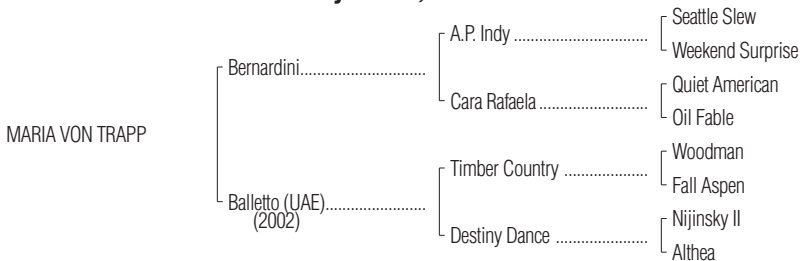 Seattle Slew
A.P. Indy
Weekend Surprise
Bernardini
Quiet American
Cara Rafaela
Oil Fable
MARIA VON TRAPP
Woodman
Timber Country
Fall Aspen
Balletto (UAE)
(2002)
Nijinsky II
Destiny Dance
Althea